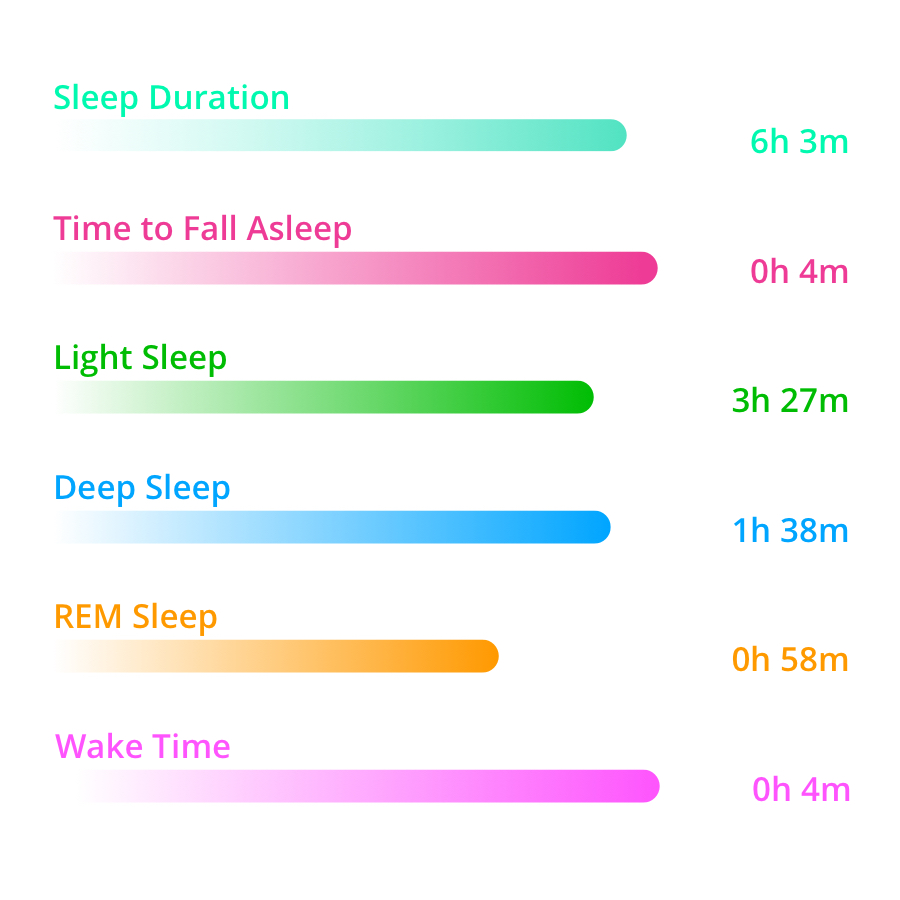 Sleep Duration
6h 3m
Time to Fall Asleep
0h 4m
Light Sleep
3h 27m
Deep Sleep
1h 38m
REM Sleep
0h 58m
Wake Time
0h 4m